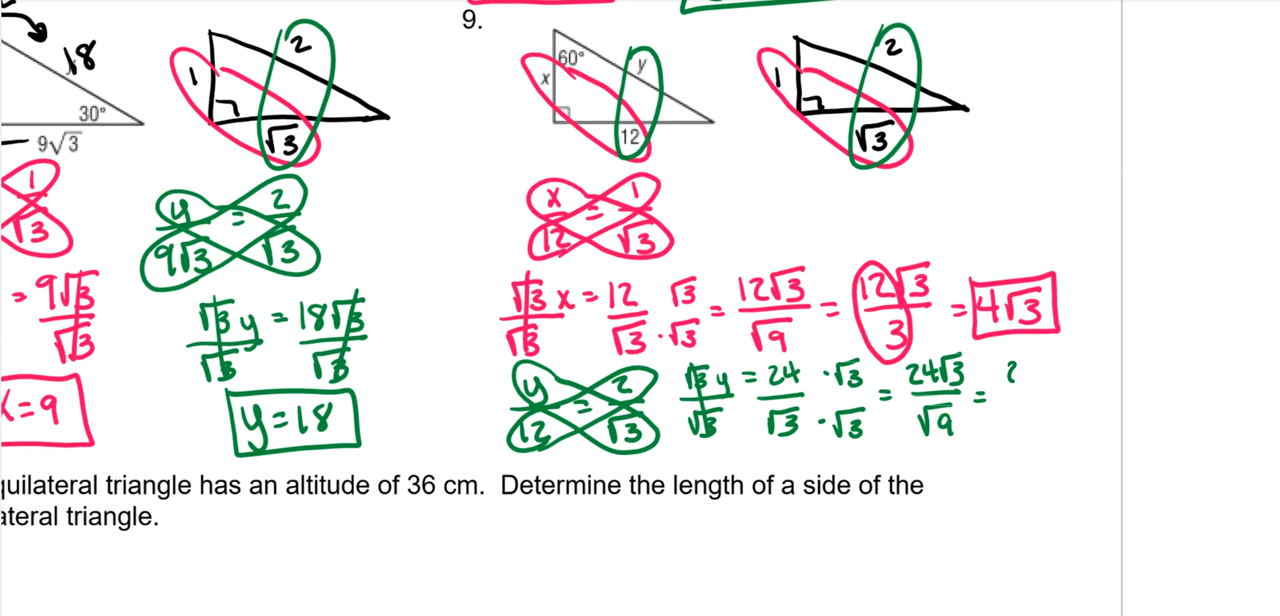 9.
18
30°
9√3
1
2
√3
60°
x
y
12
1
2
√3
1
√3
y/9√3 = 2/√3
x/12 = 1/√3
= 9√3/√3
√3y/√3 = 18√3/√3
√3x/√3 = 12/√3 · √3/√3 = 12√3/√9 = 12√3/3 = 4√3
x=9
y=18
y/12 = 2/√3
√3y/√3 = 24/√3 · √3/·√3 = 24√3/√9 =
quilateral triangle has an altitude of 36 cm. Determine the length of a side of the
ateral triangle.